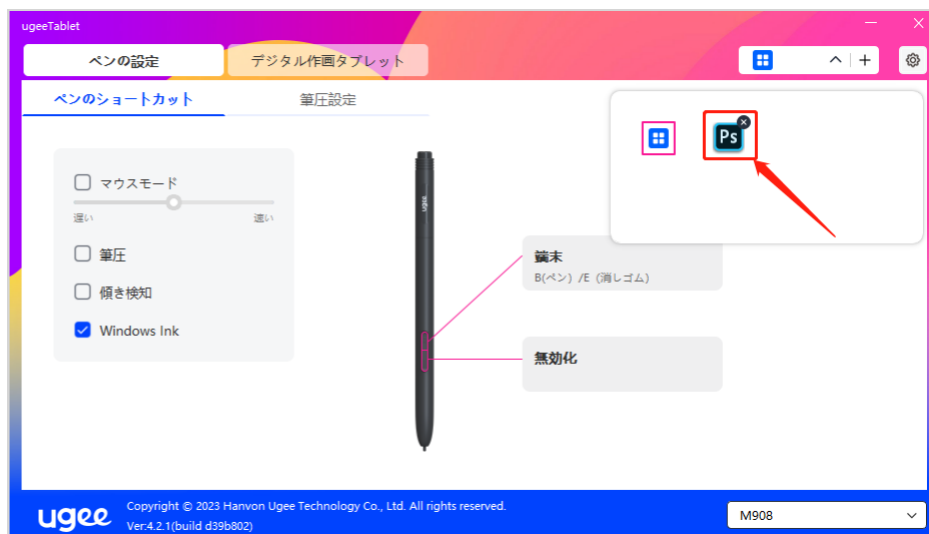 ugeeTablet
ペンの設定
デジタル作画タブレット
ペンのショートカット
筆圧設定
Ps
マウスモード
遅い
速い
筆圧
傾き検知
Windows Ink
ugee
端末
B(ペン) /E (消しゴム)
無効化
ugee
Copyright © 2023 Hanvon Ugee Technology Co., Ltd. All rights reserved.
Ver:4.2.1(build d39b802)
M908